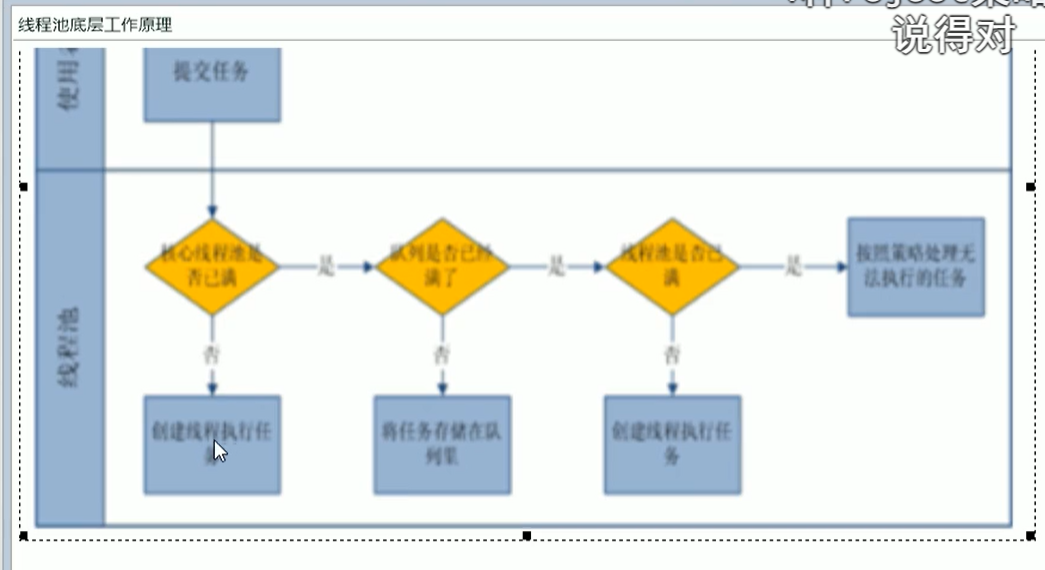 线程池底层工作原理
说得对
提交任务
核心线程池是
否已满
是
队列是否已经
满了
是
线程池是否已
满
是
按照策略处理无
法执行的任务
线程池
否
否
否
创建线程执行任
务
将任务存储在队
列里
创建线程执行任
务